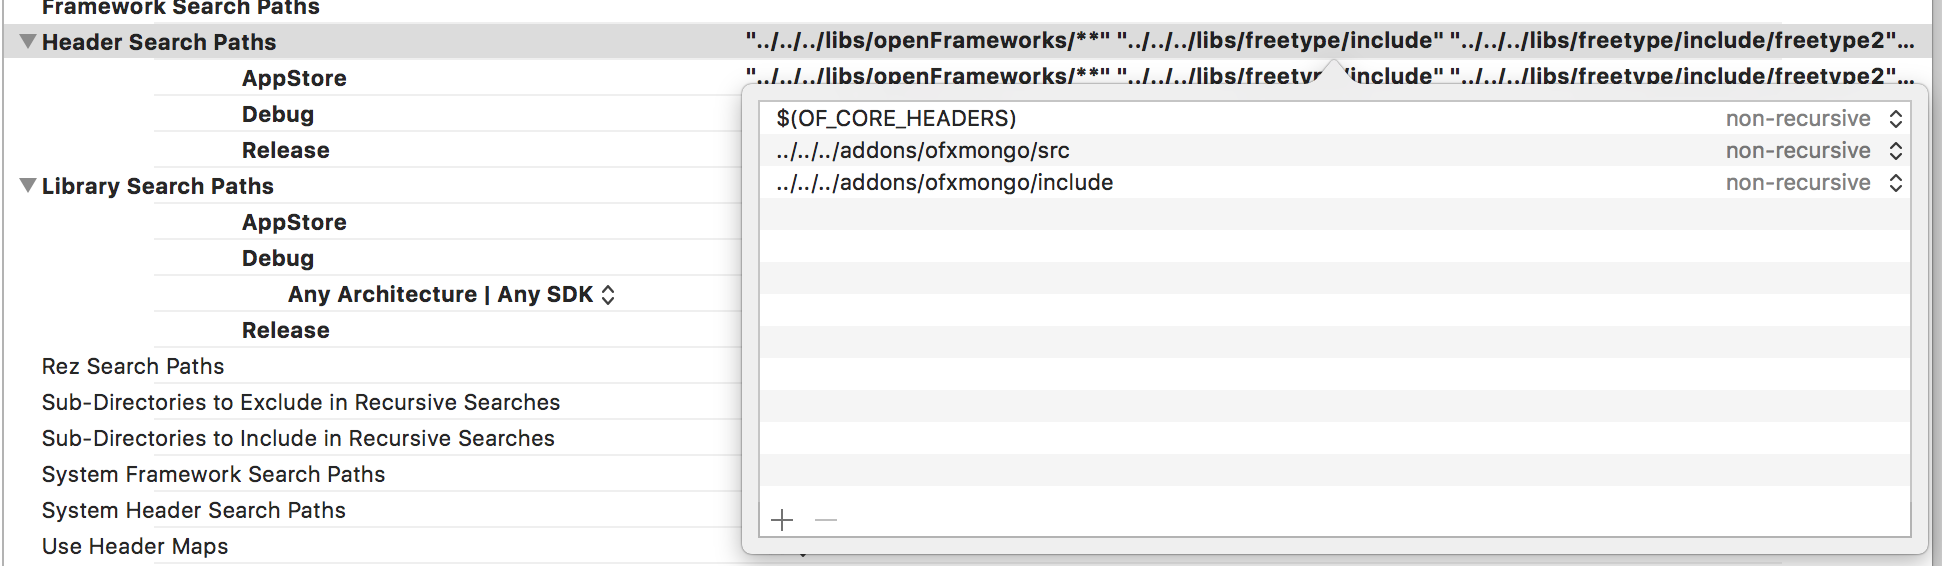 Framework Search Paths
Header Search Paths "../../../libs/openFrameworks/**" "../../../libs/freetype/include" "../../../libs/freetype/include/freetype2"...
AppStore "../../../libs/openFrameworks/**" "../../../libs/freetype/include" "../../../libs/freetype/include/freetype2"...
Debug
Release
Library Search Paths
AppStore
Debug
Any Architecture | Any SDK
Release
Rez Search Paths
Sub-Directories to Exclude in Recursive Searches
Sub-Directories to Include in Recursive Searches
System Framework Search Paths
System Header Search Paths
Use Header Maps
$(OF_CORE_HEADERS) non-recursive
../../../addons/ofxmongo/src non-recursive
../../../addons/ofxmongo/include non-recursive